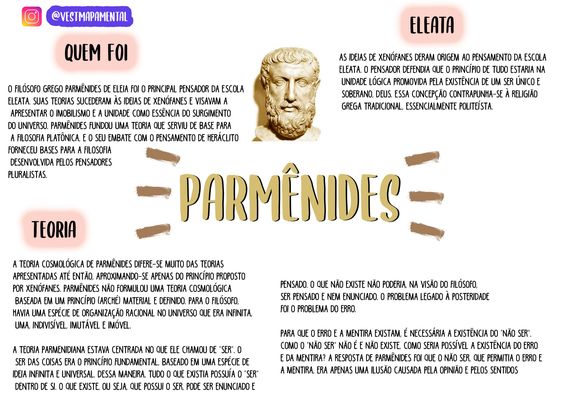 @VESTMAPAMENTAL
QUEM FOI
O FILÓSOFO GREGO PARMÊNIDES DE ELEIA FOI O PRINCIPAL PENSADOR DA ESCOLA
ELEATA. SUAS TEORIAS SUCEDERAM ÀS IDEIAS DE XENÓFANES E VISAVAM A
APRESENTAR O IMOBILISMO E A UNIDADE COMO ESSÊNCIA DO SURGIMENTO
DO UNIVERSO. PARMÊNIDES FUNDOU UMA TEORIA QUE SERVIU DE BASE PARA
A FILOSOFIA PLATÔNICA, E O SEU EMBATE COM O PENSAMENTO DE HERÁCLITO
FORNECEU BASES PARA A FILOSOFIA
DESENVOLVIDA PELOS PENSADORES
PLURALISTAS.
ELEATA
AS IDEIAS DE XENÓFANES DERAM ORIGEM AO PENSAMENTO DA ESCOLA
ELEATA. O PENSADOR DEFENDIA QUE O PRINCÍPIO DE TUDO ESTARIA NA
UNIDADE LÓGICA PROMOVIDA PELA EXISTÊNCIA DE UM SER ÚNICO E
SOBERANO, DEUS. ESSA CONCEPÇÃO CONTRAPUNHA-SE À RELIGIÃO
GREGA TRADICIONAL, ESSENCIALMENTE POLITEÍSTA.
PARMÊNIDES
TEORIA
A TEORIA COSMOLÓGICA DE PARMÊNIDES DIFERE-SE MUITO DAS TEORIAS
APRESENTADAS ATÉ ENTÃO, APROXIMANDO-SE APENAS DO PRINCÍPIO PROPOSTO
POR XENÓFANES. PARMÊNIDES NÃO FORMULOU UMA TEORIA COSMOLÓGICA
BASEADA EM UM PRINCÍPIO (ARCHÉ) MATERIAL E DEFINIDO. PARA O FILÓSOFO,
HAVIA UMA ESPÉCIE DE ORGANIZAÇÃO RACIONAL NO UNIVERSO QUE ERA INFINITA,
UMA, INDIVISÍVEL, IMUTÁVEL E IMÓVEL.
A TEORIA PARMENIDIANA ESTAVA CENTRADA NO QUE ELE CHAMOU DE "SER". O
SER DAS COISAS ERA O PRINCÍPIO FUNDAMENTAL, BASEADO EM UMA ESPÉCIE DE
IDEIA INFINITA E UNIVERSAL. DESSA MANEIRA, TUDO O QUE EXISTIA POSSUÍA O "SER"
DENTRO DE SI. O QUE EXISTE, OU SEJA, QUE POSSUI O SER, PODE SER ENUNCIADO E
PENSADO. O QUE NÃO EXISTE NÃO PODERIA, NA VISÃO DO FILÓSOFO,
SER PENSADO E NEM ENUNCIADO. O PROBLEMA LEGADO À POSTERIDADE
FOI O PROBLEMA DO ERRO.
PARA QUE O ERRO E A MENTIRA EXISTAM, É NECESSÁRIA A EXISTÊNCIA DO "NÃO SER".
COMO O "NÃO SER" NÃO É E NÃO EXISTE, COMO SERIA POSSÍVEL A EXISTÊNCIA DO ERRO
E DA MENTIRA? A RESPOSTA DE PARMÊNIDES FOI QUE O NÃO SER, QUE PERMITIA O ERRO E
A MENTIRA, ERA APENAS UMA ILUSÃO CAUSADA PELA OPINIÃO E PELOS SENTIDOS